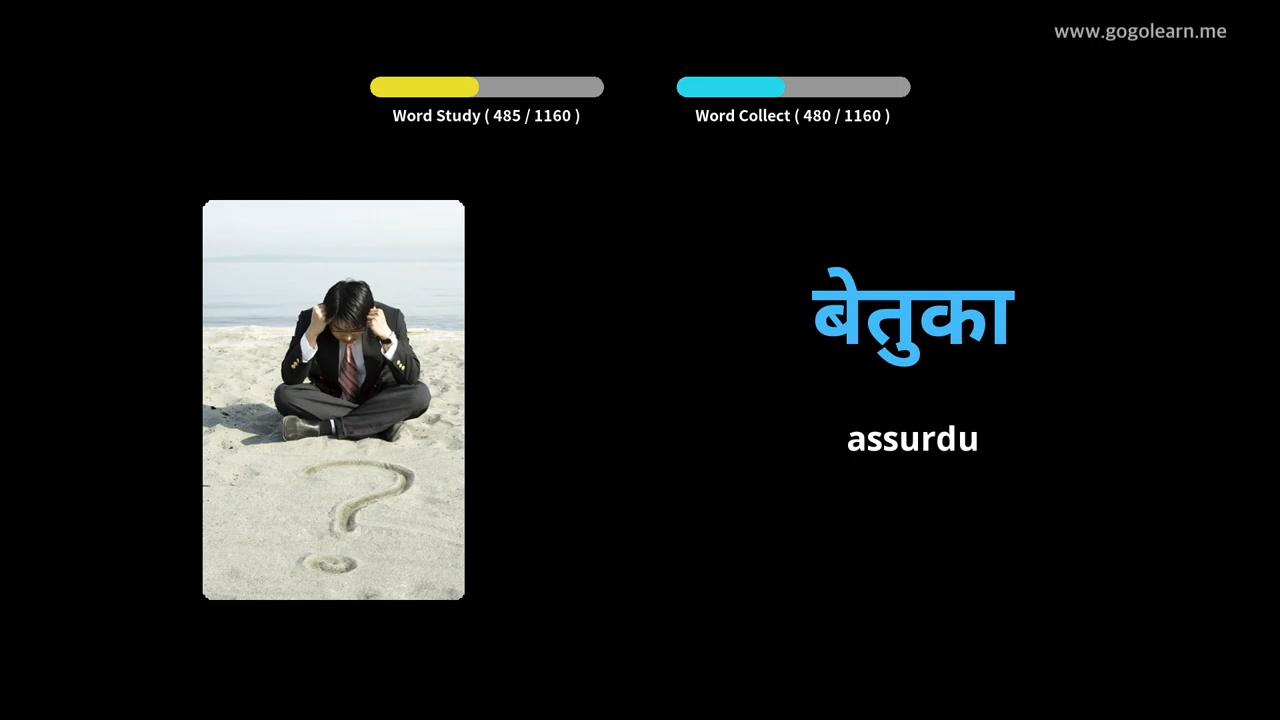 www.gogolearn.me
Word Study ( 485 / 1160 )
Word Collect ( 480 / 1160 )
बेतुका
assurdu
?